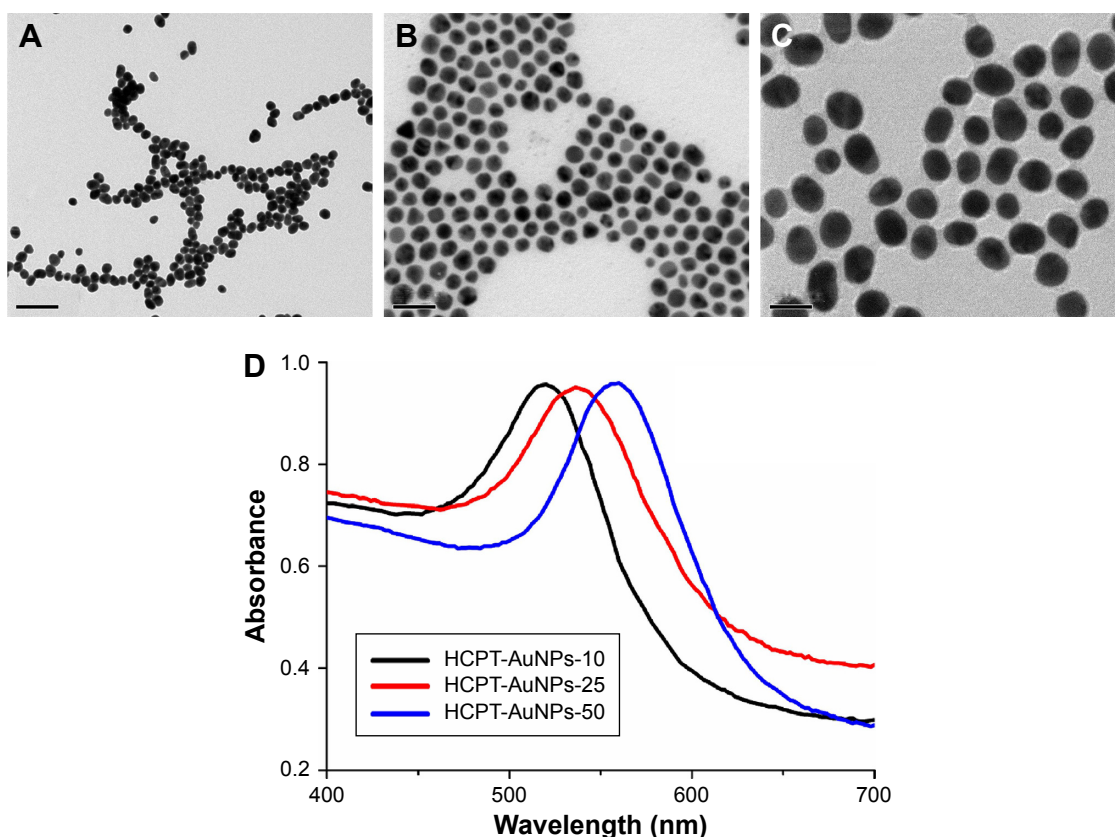 A
B
C
D
1.0
0.8
0.6
0.4
0.2
Absorbance
HCPT-AuNPs-10
HCPT-AuNPs-25
HCPT-AuNPs-50
400
500
600
700
Wavelength (nm)